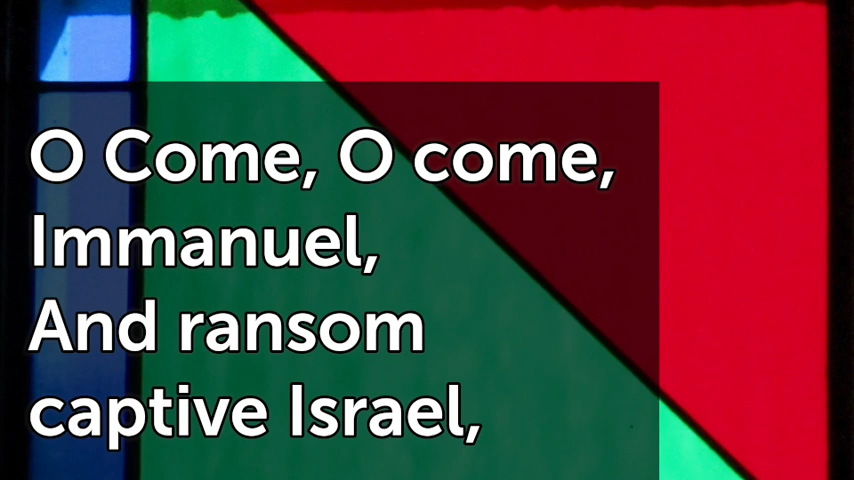 O Come, O come,
Immanuel,
And ransom
captive Israel,